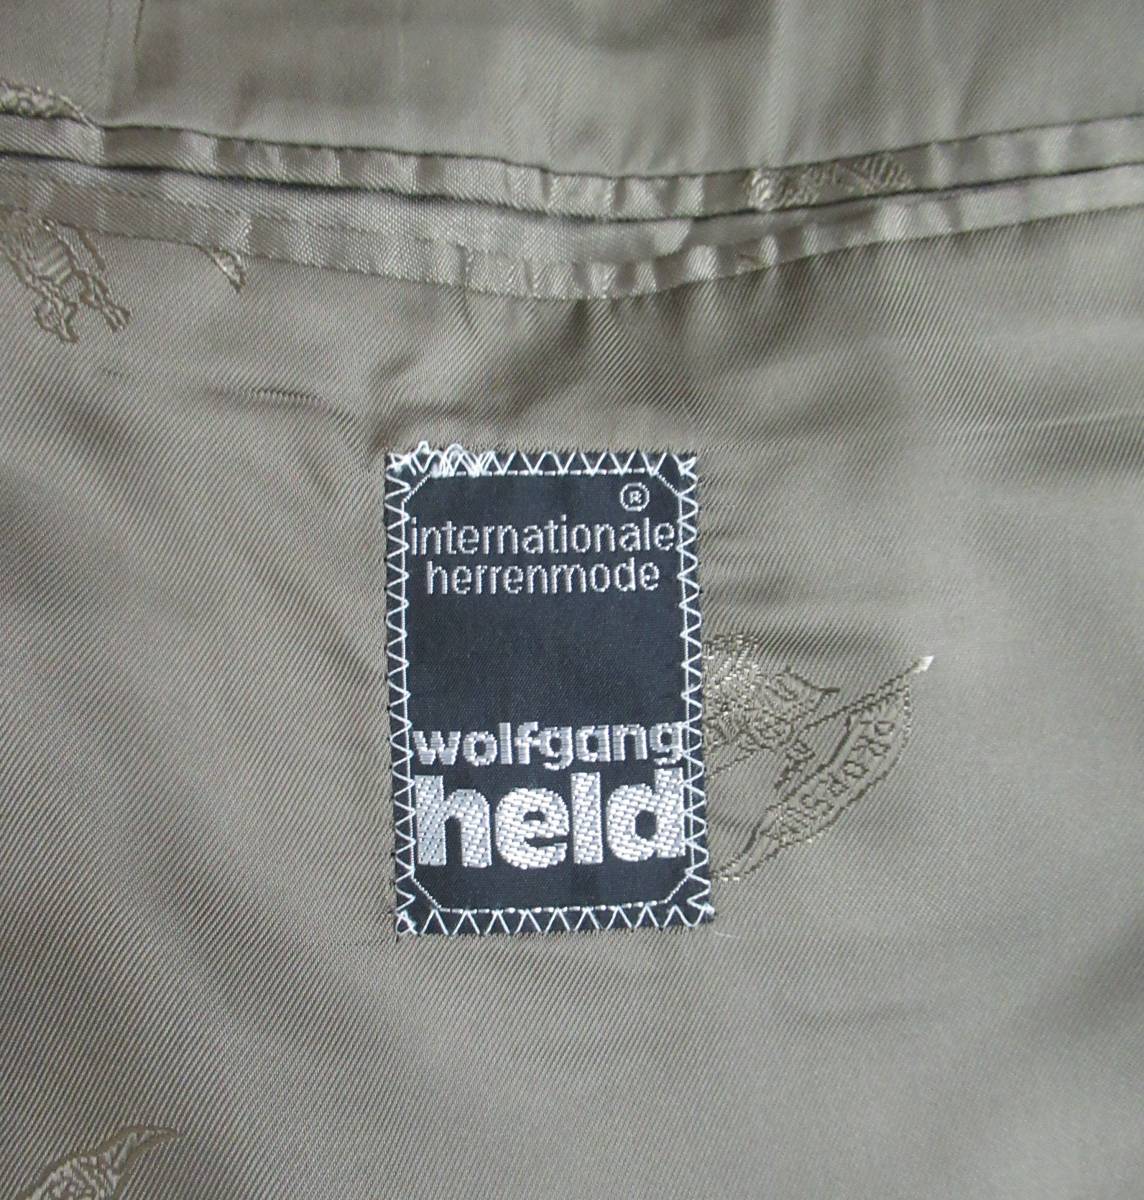 ®
internationale
herrenmode
wolfgang
held